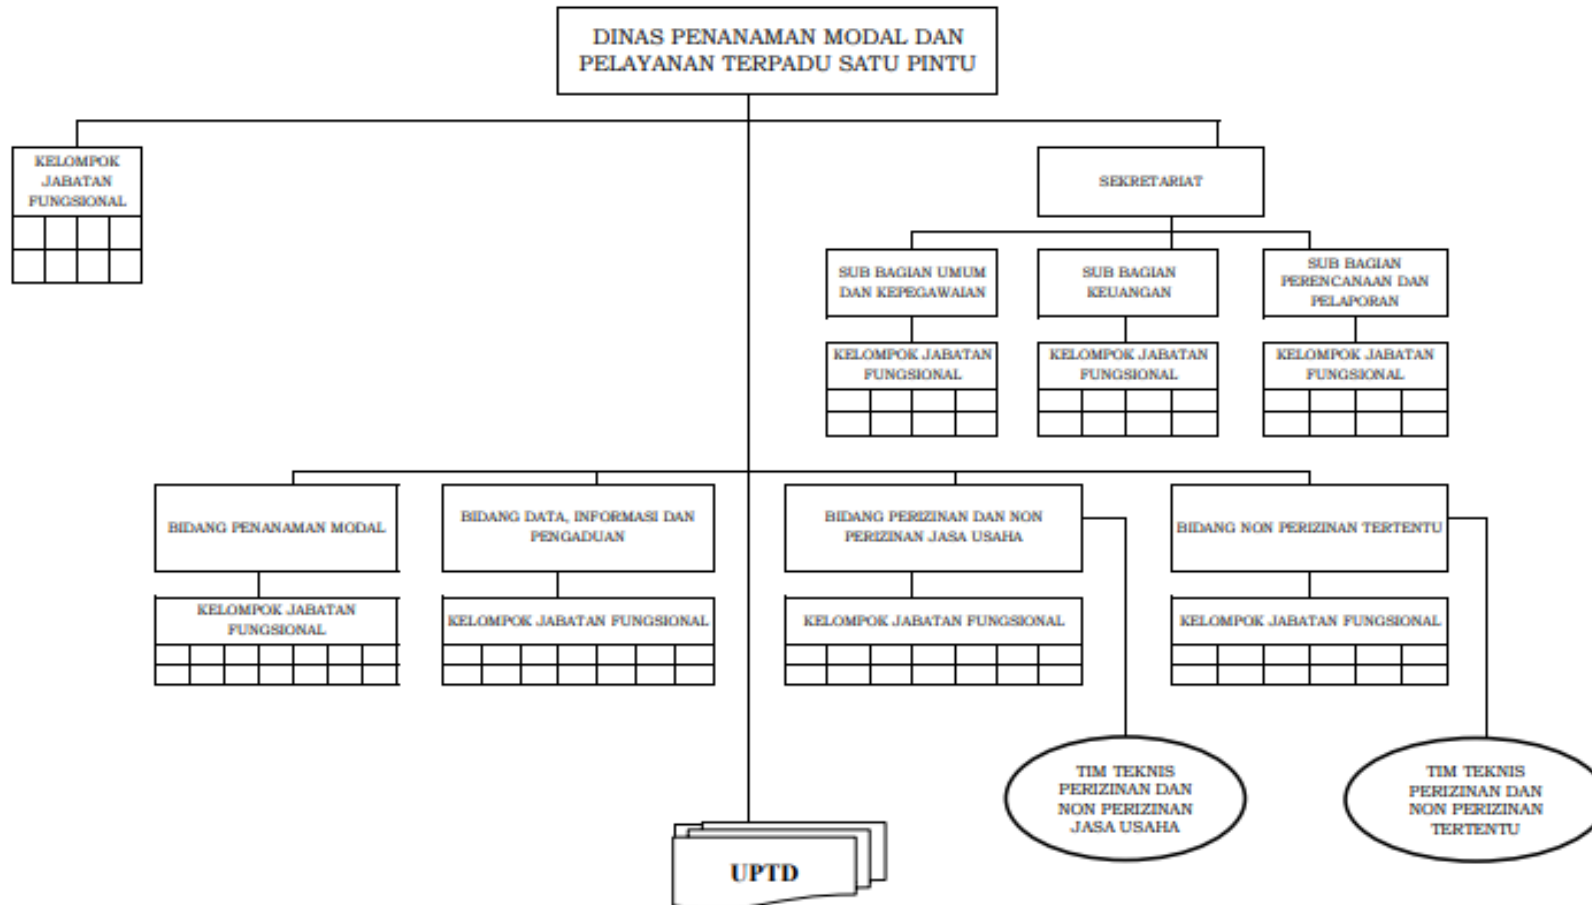 DINAS PENANAMAN MODAL DAN
PELAYANAN TERPADU SATU PINTU
KELOMPOK
JABATAN
FUNGSIONAL
SEKRETARIAT
SUB BAGIAN UMUM
DAN KEPEGAWAIAN
SUB BAGIAN
KEUANGAN
SUB BAGIAN
PERENCANAAN DAN
PELAPORAN
KELOMPOK JABATAN
FUNGSIONAL
KELOMPOK JABATAN
FUNGSIONAL
KELOMPOK JABATAN
FUNGSIONAL
BIDANG PENANAMAN MODAL
BIDANG DATA, INFORMASI DAN
PENGADUAN
BIDANG PERIZINAN DAN NON
PERIZINAN JASA USAHA
BIDANG NON PERIZINAN TERTENTU
KELOMPOK JABATAN
FUNGSIONAL
KELOMPOK JABATAN FUNGSIONAL
KELOMPOK JABATAN FUNGSIONAL
KELOMPOK JABATAN FUNGSIONAL
TIM TEKNIS
PERIZINAN DAN
NON PERIZINAN
JASA USAHA
TIM TEKNIS
PERIZINAN DAN
NON PERIZINAN
TERTENTU
UPTD